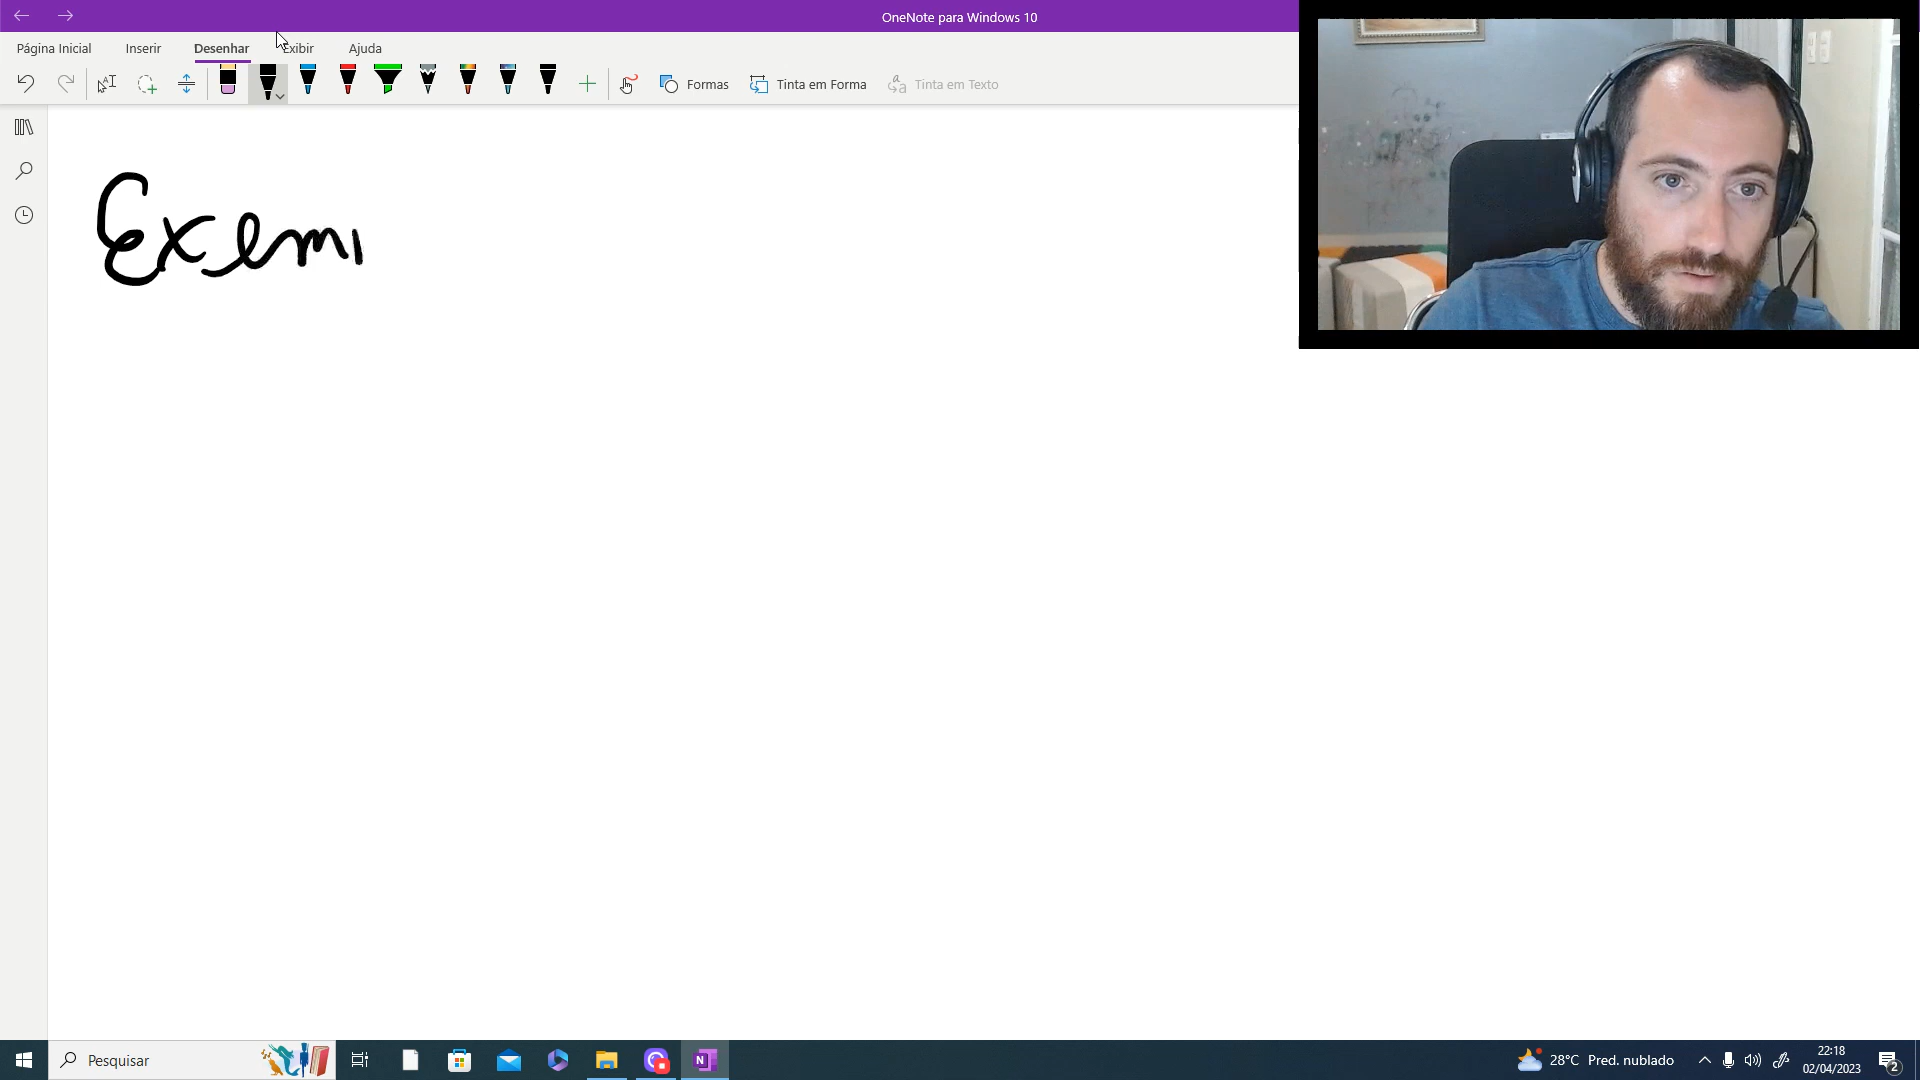 OneNote para Windows 10
Página Inicial Inserir Desenhar Exibir Ajuda
Formas Tinta em Forma Tinta em Texto
Exem
Pesquisar
28°C Pred. nublado
22:18
02/04/2023
2